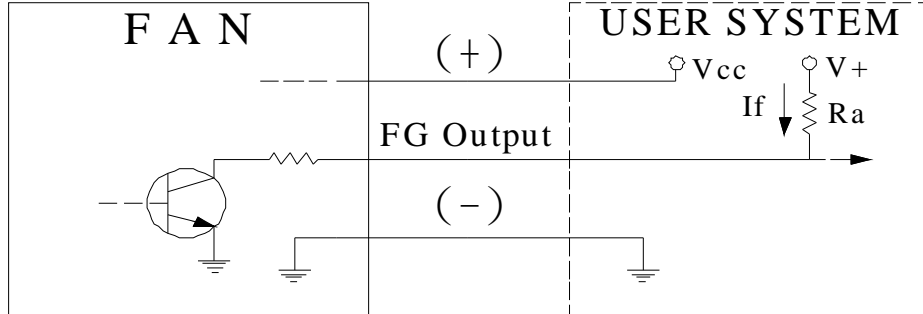 F A N
USER SYSTEM
(+)
Vcc
V+
If
Ra
FG Output
(-)